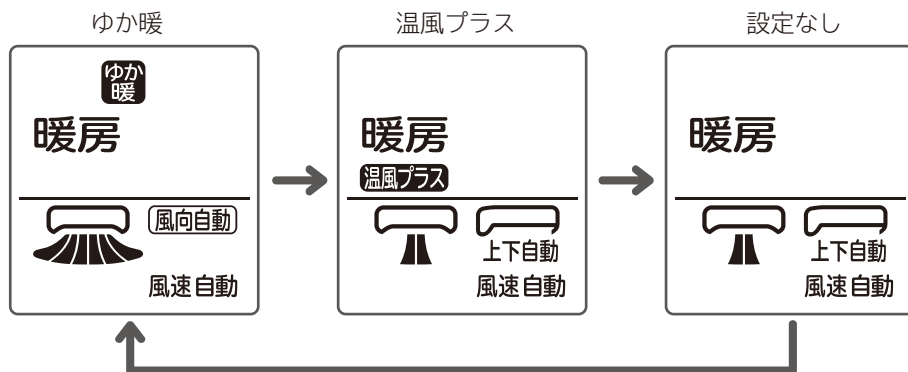 ゆか暖
温風プラス
設定なし
ゆか
暖
暖房
風向自動
風速自動
暖房
温風プラス
上下自動
風速自動
暖房
上下自動
風速自動